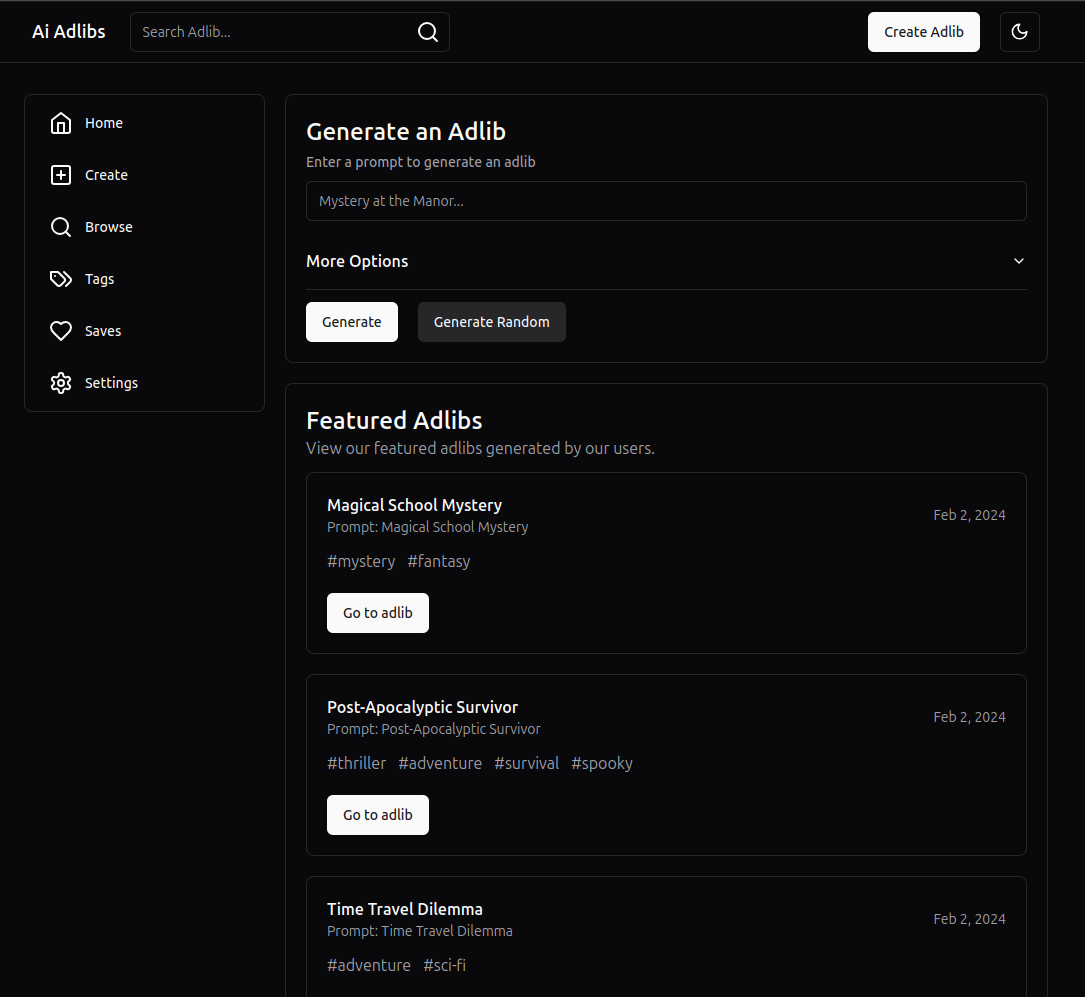 Ai Adlibs
Search Adlib...
Create Adlib
Home
Create
Browse
Tags
Saves
Settings
Generate an Adlib
Enter a prompt to generate an adlib
Mystery at the Manor...
More Options
Generate
Generate Random
Featured Adlibs
View our featured adlibs generated by our users.
Magical School Mystery
Feb 2, 2024
Prompt: Magical School Mystery
#mystery #fantasy
Go to adlib
Post-Apocalyptic Survivor
Feb 2, 2024
Prompt: Post-Apocalyptic Survivor
#thriller #adventure #survival #spooky
Go to adlib
Time Travel Dilemma
Feb 2, 2024
Prompt: Time Travel Dilemma
#adventure #sci-fi